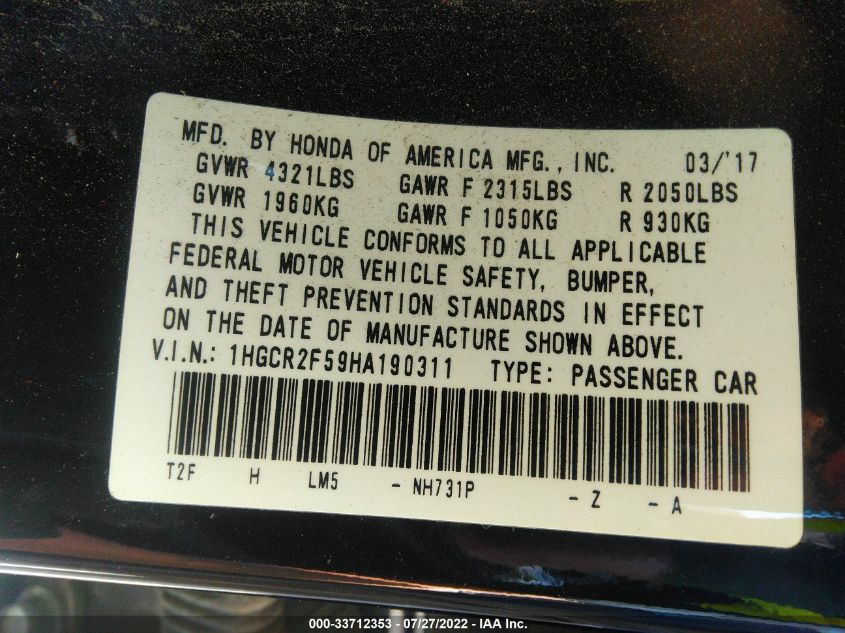 MFD. BY HONDA OF AMERICA MFG., INC. 03/'17
GVWR 4321LBS GAWR F 2315LBS R 2050LBS
GVWR 1960KG GAWR F 1050KG R 930KG
THIS VEHICLE CONFORMS TO ALL APPLICABLE
FEDERAL MOTOR VEHICLE SAFETY, BUMPER,
AND THEFT PREVENTION STANDARDS IN EFFECT
ON THE DATE OF MANUFACTURE SHOWN ABOVE.
V.I.N.: 1HGCR2F59HA190311 TYPE: PASSENGER CAR
T2F H LM5 - NH731P - Z - A
000-33712353 - 07/27/2022 - IAA Inc.